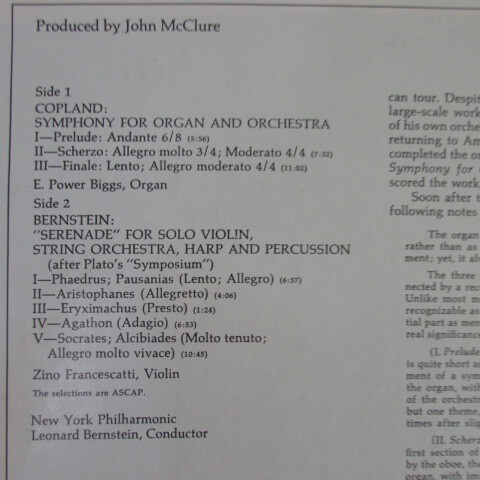 Produced by John McClure
Side 1
COPLAND:
SYMPHONY FOR ORGAN AND ORCHESTRA
I—Prelude: Andante 6/8 (5:56)
II—Scherzo: Allegro molto 3/4; Moderato 4/4 (7:32)
III—Finale: Lento; Allegro moderato 4/4 (11:02)
E. Power Biggs, Organ
Side 2
BERNSTEIN:
"SERENADE" FOR SOLO VIOLIN,
STRING ORCHESTRA, HARP AND PERCUSSION
(after Plato's "Symposium")
I—Phaedrus; Pausanias (Lento; Allegro) (6:57)
II—Aristophanes (Allegretto) (4:06)
III—Eryximachus (Presto) (1:24)
IV—Agathon (Adagio) (6:53)
V—Socrates; Alcibiades (Molto tenuto;
Allegro molto vivace) (10:45)
Zino Francescatti, Violin
The selections are ASCAP.
New York Philharmonic
Leonard Bernstein, Conductor
can tour. Despit
large-scale work
of his own orche
returning to Am
completed the o
Symphony for
scored the work
Soon after t
following notes
The organ
rather than as
ment; yet, it al
The three
nected by a rec
Unlike most m
recognizable as
tial part as mem
real significanc
(I. Prelude
is quite short a
ment of a sym
the organ, with
of the orchestr
but one theme,
times after slig
(II. Scherz
first section of
by the oboe, the
organ, with im